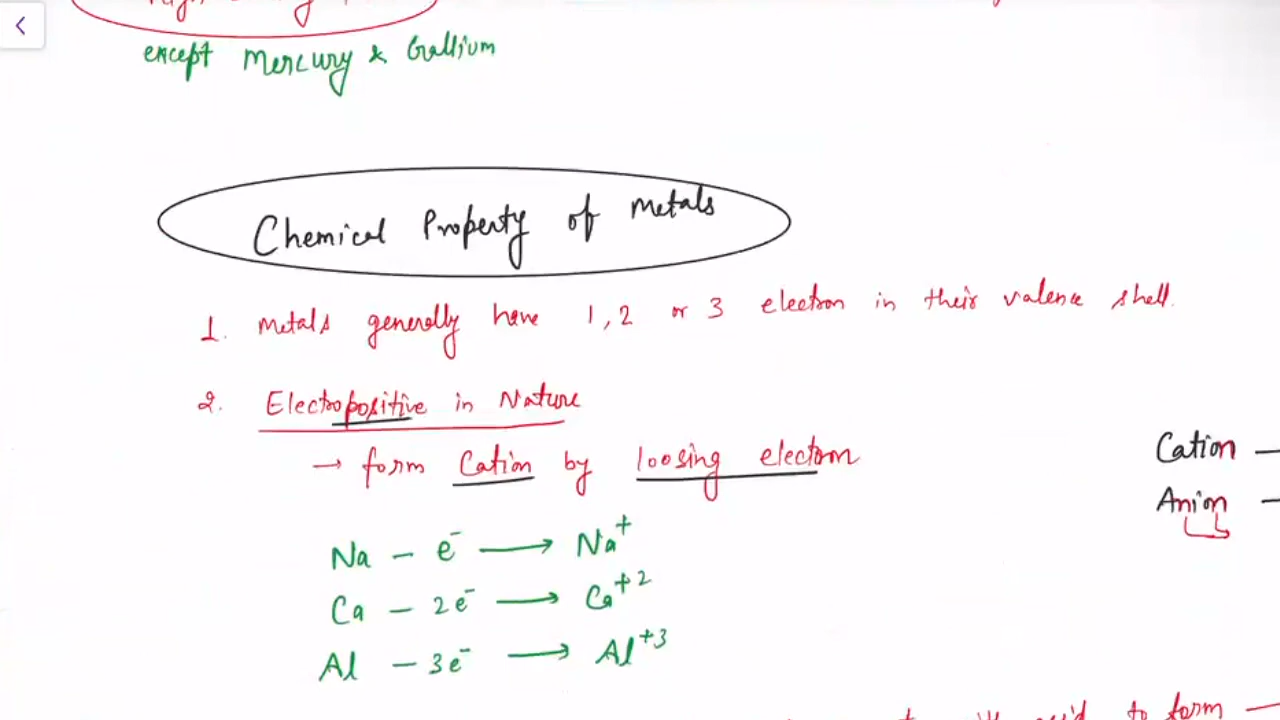 except Mercury & Gallium
Chemical Property of Metals
1. Metals generally have 1, 2 or 3 electron in their valence shell.
2. Electropositive in Nature
→ form Cation by loosing electron
Cation —
Anion —
Na – e⁻ → Na⁺
Ca – 2e⁻ → Ca⁺²
Al – 3e⁻ → Al⁺³
to form —